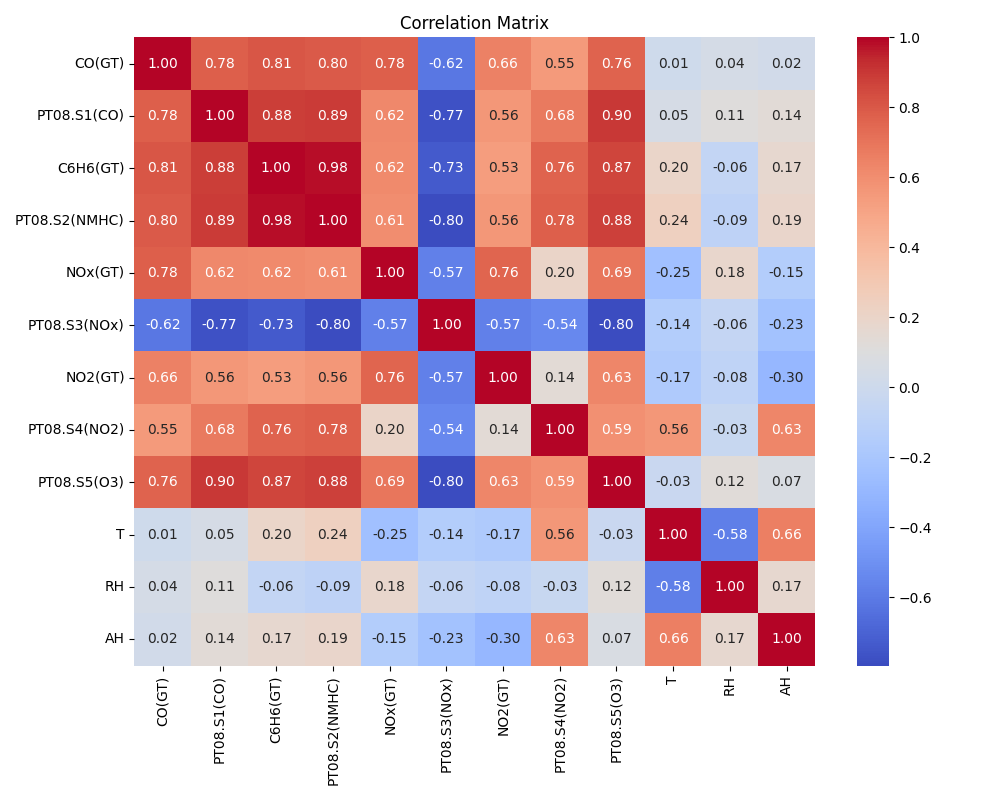 Correlation Matrix
CO(GT) 1.00 0.78 0.81 0.80 0.78 -0.62 0.66 0.55 0.76 0.01 0.04 0.02
PT08.S1(CO) 0.78 1.00 0.88 0.89 0.62 -0.77 0.56 0.68 0.90 0.05 0.11 0.14
C6H6(GT) 0.81 0.88 1.00 0.98 0.62 -0.73 0.53 0.76 0.87 0.20 -0.06 0.17
PT08.S2(NMHC) 0.80 0.89 0.98 1.00 0.61 -0.80 0.56 0.78 0.88 0.24 -0.09 0.19
NOx(GT) 0.78 0.62 0.62 0.61 1.00 -0.57 0.76 0.20 0.69 -0.25 0.18 -0.15
PT08.S3(NOx) -0.62 -0.77 -0.73 -0.80 -0.57 1.00 -0.57 -0.54 -0.80 -0.14 -0.06 -0.23
NO2(GT) 0.66 0.56 0.53 0.56 0.76 -0.57 1.00 0.14 0.63 -0.17 -0.08 -0.30
PT08.S4(NO2) 0.55 0.68 0.76 0.78 0.20 -0.54 0.14 1.00 0.59 0.56 -0.03 0.63
PT08.S5(O3) 0.76 0.90 0.87 0.88 0.69 -0.80 0.63 0.59 1.00 -0.03 0.12 0.07
T 0.01 0.05 0.20 0.24 -0.25 -0.14 -0.17 0.56 -0.03 1.00 -0.58 0.66
RH 0.04 0.11 -0.06 -0.09 0.18 -0.06 -0.08 -0.03 0.12 -0.58 1.00 0.17
AH 0.02 0.14 0.17 0.19 -0.15 -0.23 -0.30 0.63 0.07 0.66 0.17 1.00
CO(GT) PT08.S1(CO) C6H6(GT) PT08.S2(NMHC) NOx(GT) PT08.S3(NOx) NO2(GT) PT08.S4(NO2) PT08.S5(O3) T RH AH
1.0
0.8
0.6
0.4
0.2
0.0
−0.2
−0.4
−0.6